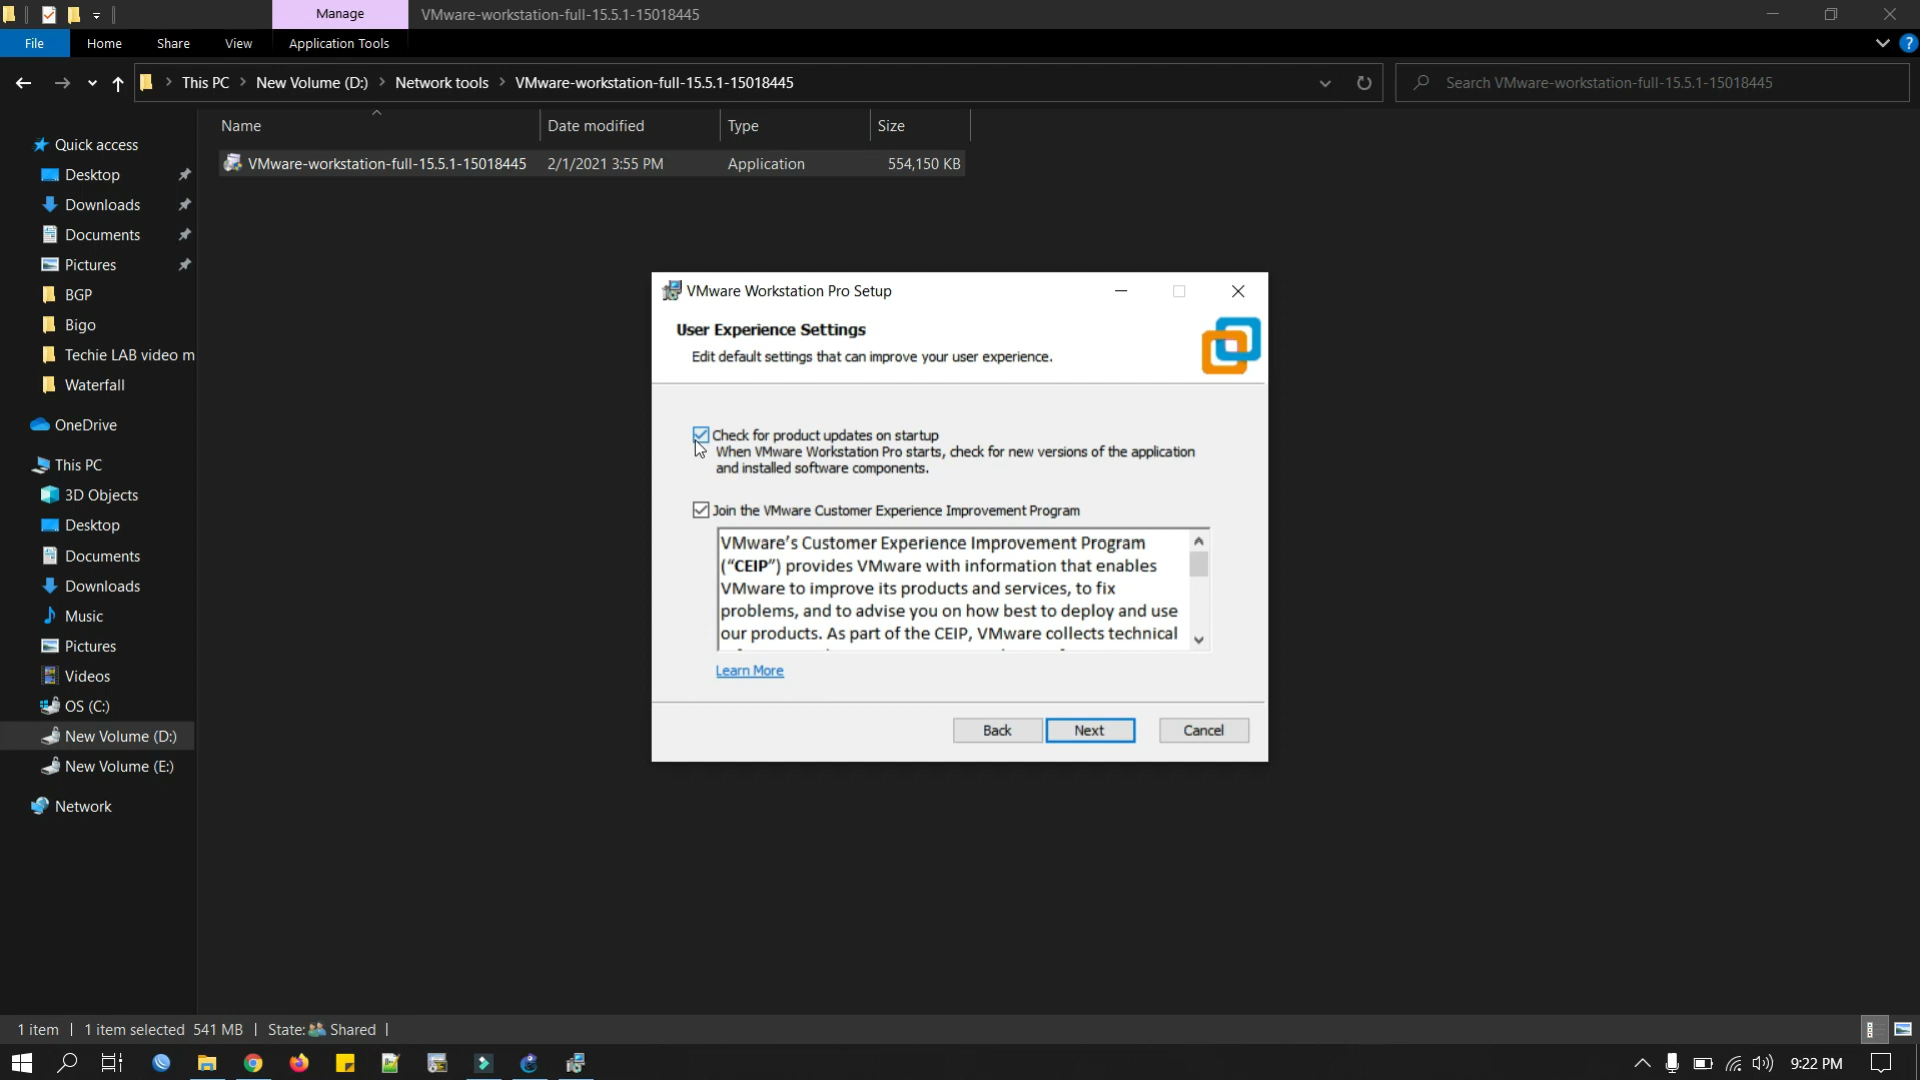 Manage
VMware-workstation-full-15.5.1-15018445
File
Home
Share
View
Application Tools
?
This PC
New Volume (D:)
Network tools
VMware-workstation-full-15.5.1-15018445
Search VMware-workstation-full-15.5.1-15018445
Name
Date modified
Type
Size
VMware-workstation-full-15.5.1-15018445
2/1/2021 3:55 PM
Application
554,150 KB
Quick access
Desktop
Downloads
Documents
Pictures
BGP
Bigo
Techie LAB video m
Waterfall
OneDrive
This PC
3D Objects
Desktop
Documents
Downloads
Music
Pictures
Videos
OS (C:)
New Volume (D:)
New Volume (E:)
Network
VMware Workstation Pro Setup
User Experience Settings
Edit default settings that can improve your user experience.
Check for product updates on startup
When VMware Workstation Pro starts, check for new versions of the application
and installed software components.
Join the VMware Customer Experience Improvement Program
VMware's Customer Experience Improvement Program
("CEIP") provides VMware with information that enables
VMware to improve its products and services, to fix
problems, and to advise you on how best to deploy and use
our products. As part of the CEIP, VMware collects technical
Learn More
Back
Next
Cancel
1 item
1 item selected 541 MB
State:
Shared
9:22 PM